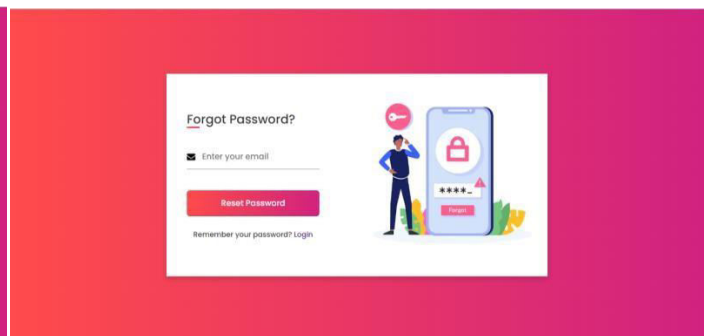 Forgot Password?
Enter your email
Reset Password
Remember your password? Login
****_
Forgot